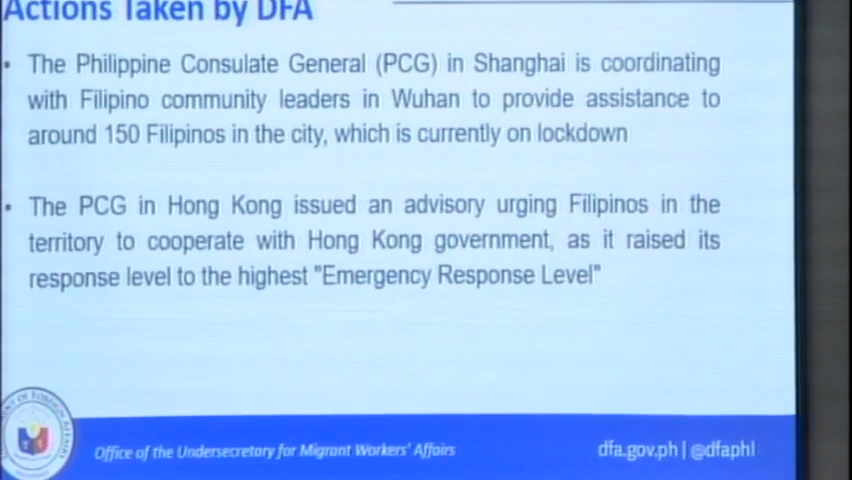 Actions Taken by DFA
• The Philippine Consulate General (PCG) in Shanghai is coordinating
with Filipino community leaders in Wuhan to provide assistance to
around 150 Filipinos in the city, which is currently on lockdown
• The PCG in Hong Kong issued an advisory urging Filipinos in the
territory to cooperate with Hong Kong government, as it raised its
response level to the highest "Emergency Response Level"
OF FOREIGN AFFAIRS
Office of the Undersecretary for Migrant Workers' Affairs
dfa.gov.ph | @dfaphl